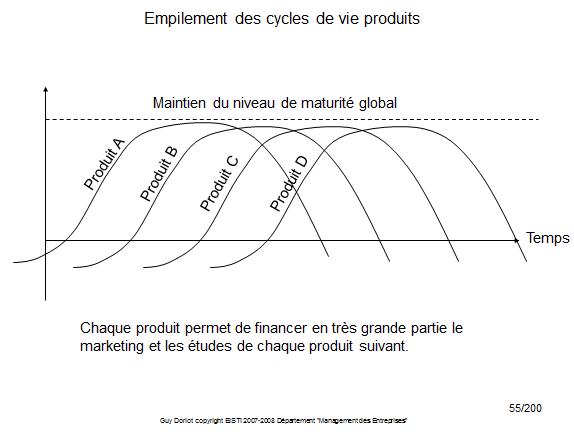 Empilement des cycles de vie produits
Maintien du niveau de maturité global
Produit A
Produit B
Produit C
Produit D
Temps
Chaque produit permet de financer en très grande partie le
marketing et les études de chaque produit suivant.
55/200
Guy Doriot copyright EISTI 2007-2008 Département "Management des Entreprises"